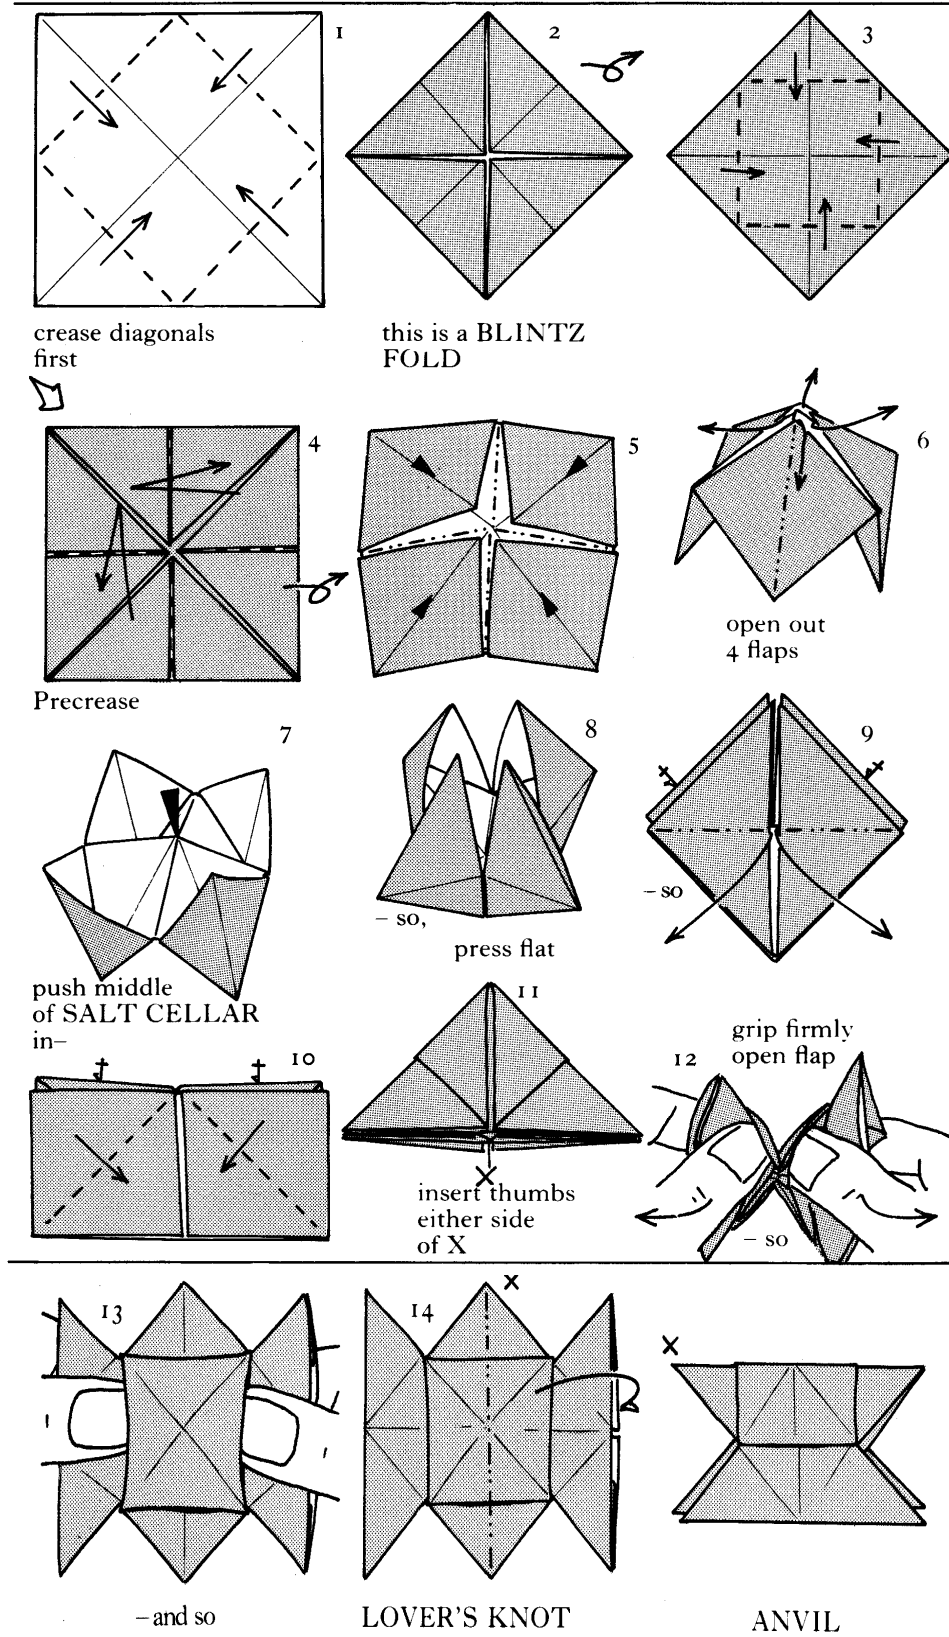 1
2
3
crease diagonals
first
this is a BLINTZ
FOLD
4
5
6
Precrease
open out
4 flaps
7
push middle
of SALT CELLAR
in–
8
– so,
press flat
9
– so
10
11
insert thumbs
either side
of X
X
12
grip firmly
open flap
– so
13
– and so
14
X
LOVER'S KNOT
X
ANVIL